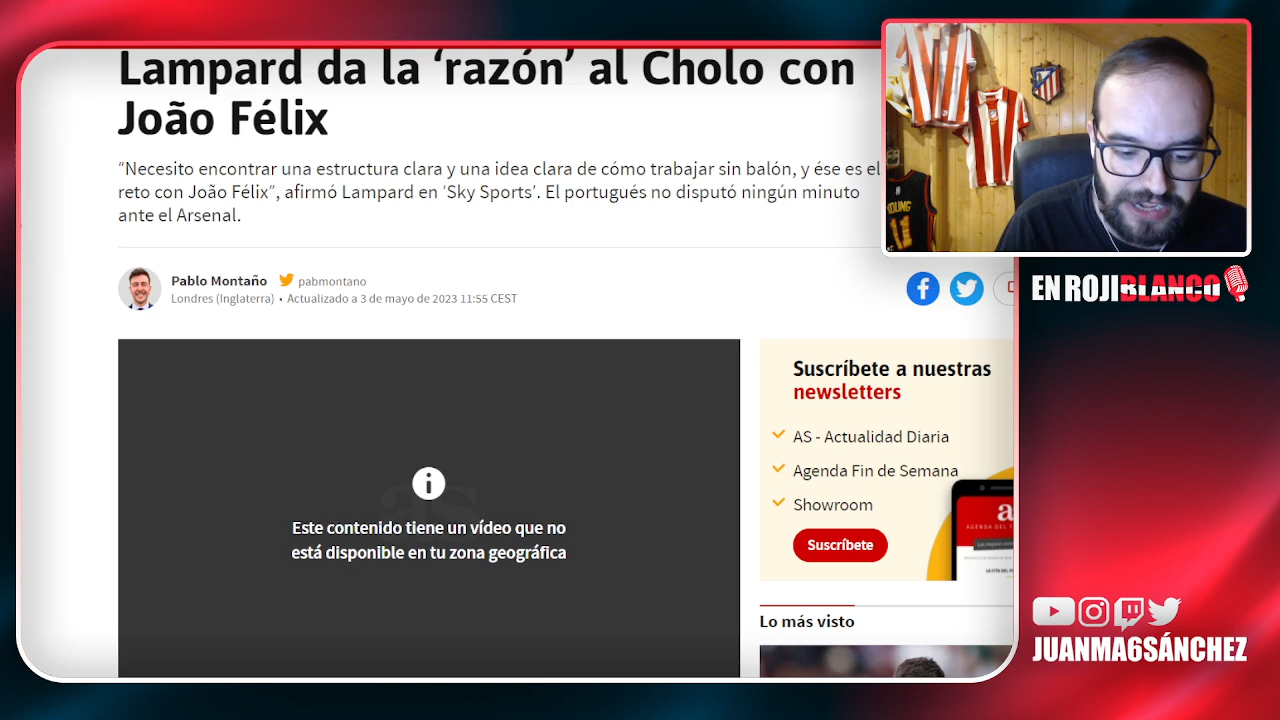 Lampard da la ‘razón’ al Cholo con
João Félix
“Necesito encontrar una estructura clara y una idea clara de cómo trabajar sin balón, y ése es el
reto con João Félix”, afirmó Lampard en ‘Sky Sports’. El portugués no disputó ningún minuto
ante el Arsenal.
Pablo Montaño pabmontano
Londres (Inglaterra) • Actualizado a 3 de mayo de 2023 11:55 CEST
Este contenido tiene un vídeo que no
está disponible en tu zona geográfica
Suscríbete a nuestras
newsletters
AS - Actualidad Diaria
Agenda Fin de Semana
Showroom
Suscríbete
Lo más visto
YOUNG
11
EN ROJIBLANCO
JUANMA6SÁNCHEZ